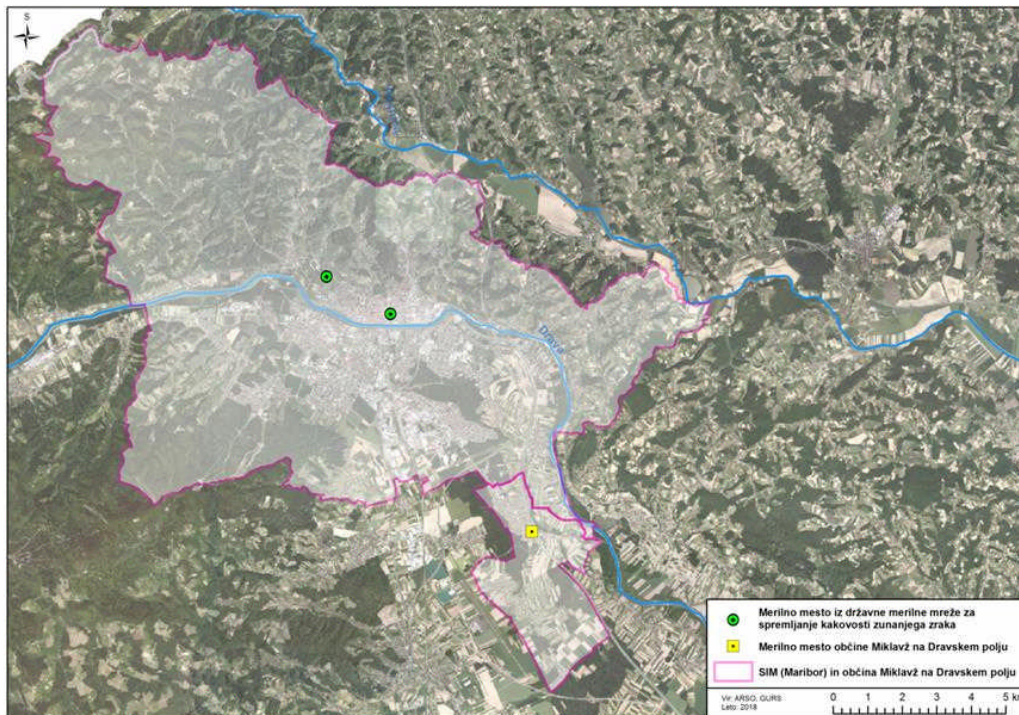 S
Drava
Merilno mesto iz državne merilne mreže za
spremljanje kakovosti zunanjega zraka
Merilno mesto občine Miklavž na Dravskem polju
SIM (Maribor) in občina Miklavž na Dravskem polju
Vir: ARSO, GURS
Leto: 2018
0 1 2 3 4 5 km